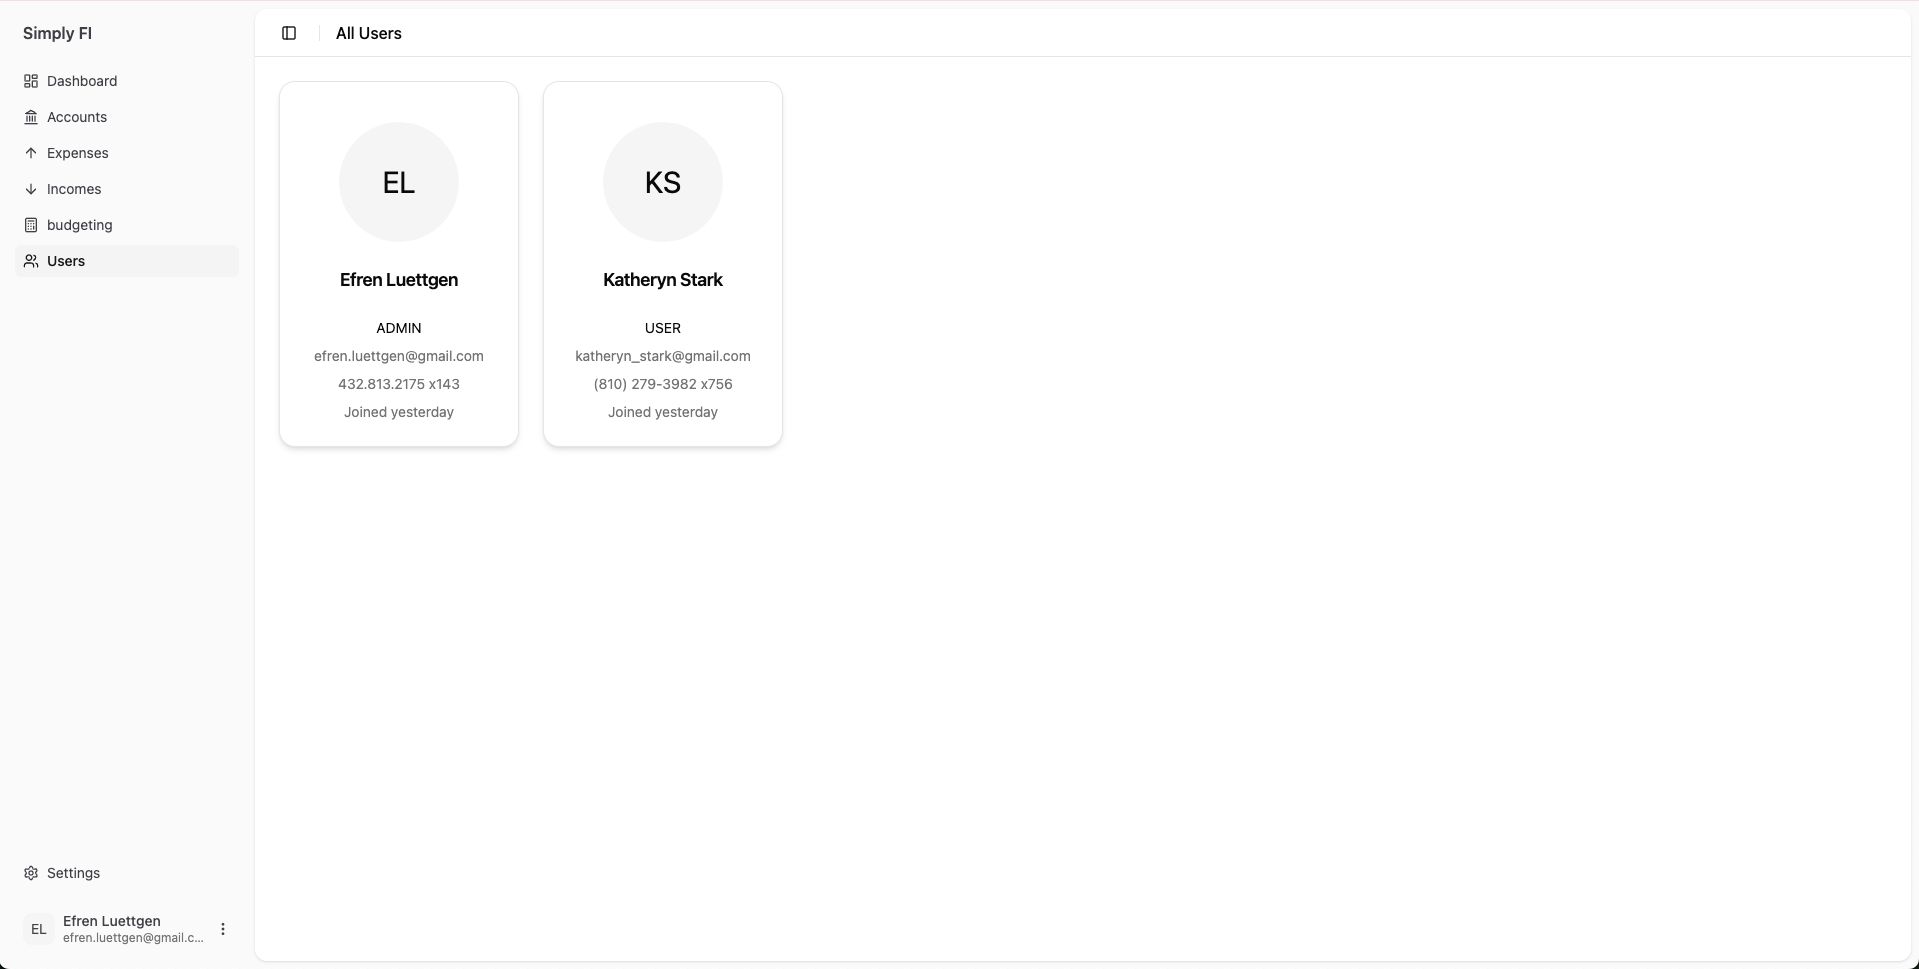 Simply FI
Dashboard
Accounts
Expenses
Incomes
budgeting
Users
Settings
EL
Efren Luettgen
efren.luettgen@gmail.c...
All Users
EL
Efren Luettgen
ADMIN
efren.luettgen@gmail.com
432.813.2175 x143
Joined yesterday
KS
Katheryn Stark
USER
katheryn_stark@gmail.com
(810) 279-3982 x756
Joined yesterday